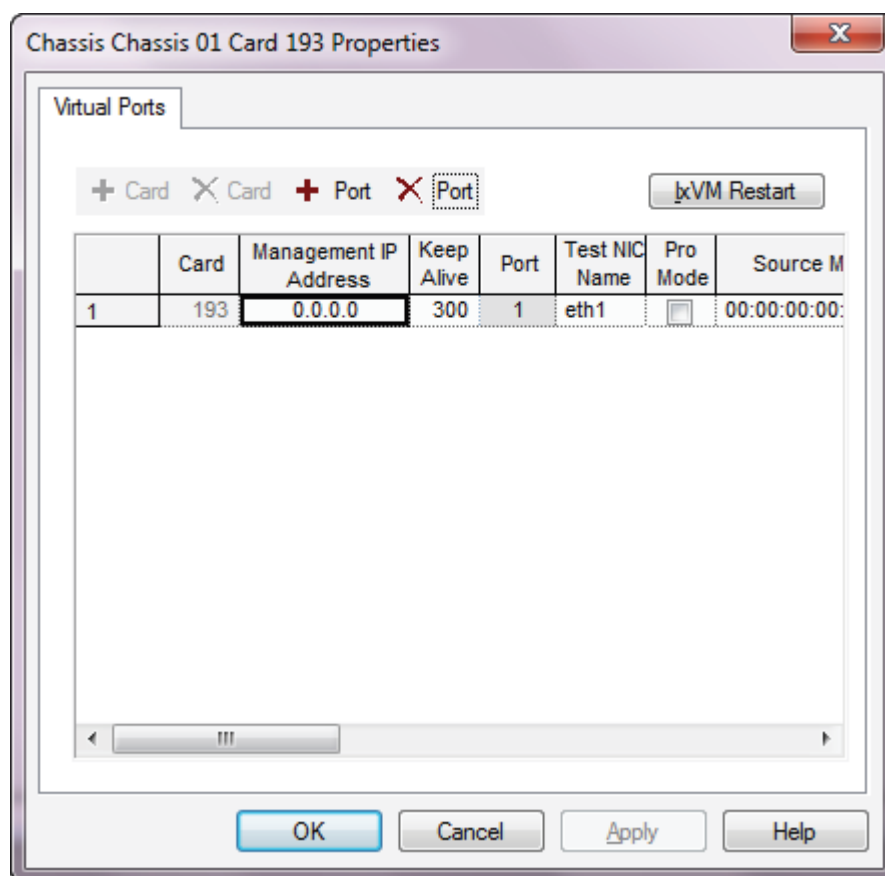 Chassis Chassis 01 Card 193 Properties
Virtual Ports
Card Card Port Port IxVM Restart
Card Management IP Address Keep Alive Port Test NIC Name Pro Mode Source M
1 193 0.0.0.0 300 1 eth1 00:00:00:00:
OK Cancel Apply Help